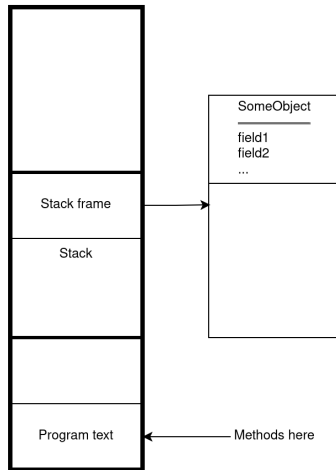 SomeObject
field1
field2
...
Stack frame
Stack
Program text
Methods here